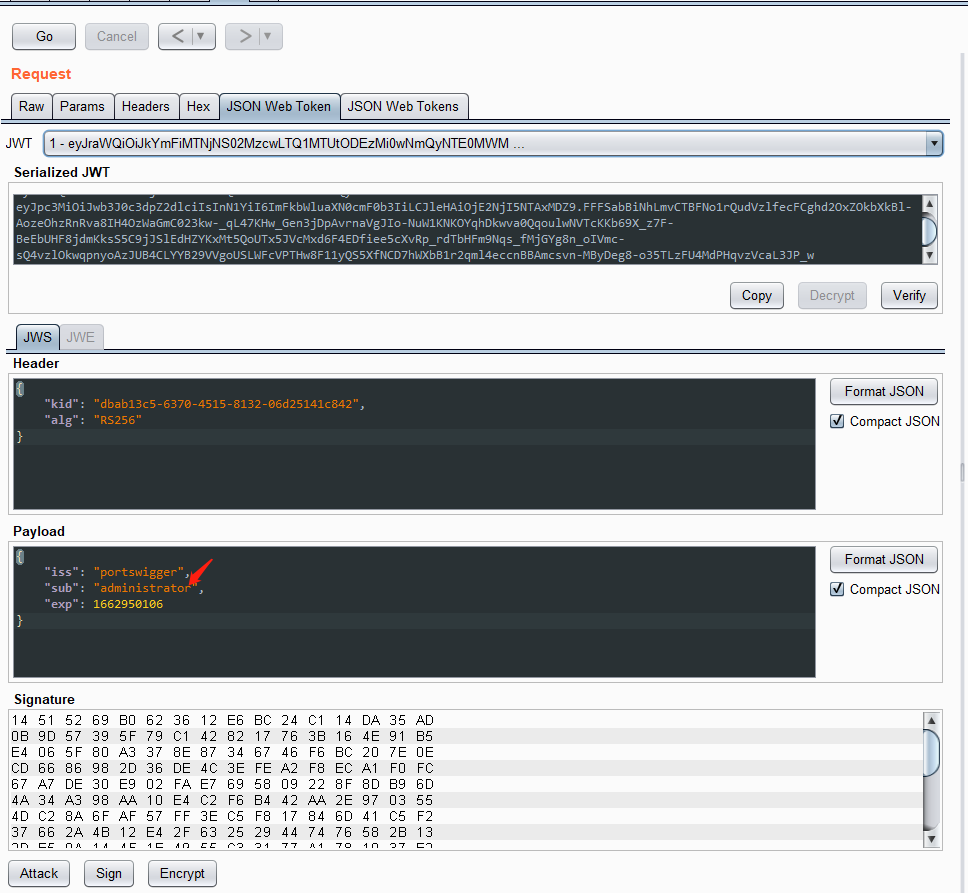 Go Cancel < ▼ > ▼
Request
Raw Params Headers Hex JSON Web Token JSON Web Tokens
JWT 1 - eyJraWQiOiJkYmFiMTNjNS02MzcwLTQ1MTUtODEzMi0wNmQyNTE0MWM ...
Serialized JWT
eyJpc3MiOiJwb3J0c3dpZ2dlciIsInN1YiI6ImFkbWluaXN0cmF0b3IiLCJleHAiOjE2NjI5NTAxMDZ9.FFFSabBiNhLmvCTBFNo1rQudVzlfecFCghd2OxZOkbXkBl-
AozeOhzRnRva8IH4OzWaGmC023kw-_qL47KHw_Gen3jDpAvrnaVgJIo-NuW1KNKOYqhDkwva0QqoulwNVTcKKb69X_z7F-
BeEbUHF8jdmKksS5C9jJSlEdHZYKxMt5QoUTx5JVcMxd6F4EDfiee5cXvRp_rdTbHFm9Nqs_fMjGYg8n_oIVmc-
sQ4vzlOkwqpnyoAzJUB4CLYYB29VVgoUSLWFcVPTHw8F11yQS5XfNCD7hWXbB1r2qml4eccnBBAmcsvn-MByDeg8-o35TLzFU4MdPHqvzVcaL3JP_w
Copy Decrypt Verify
JWS JWE
Header
{
"kid": "dbab13c5-6370-4515-8132-06d25141c842",
"alg": "RS256"
}
Format JSON
Compact JSON
Payload
{
"iss": "portswigger",
"sub": "administrator",
"exp": 1662950106
}
Format JSON
Compact JSON
Signature
14 51 52 69 B0 62 36 12 E6 BC 24 C1 14 DA 35 AD
0B 9D 57 39 5F 79 C1 42 82 17 76 3B 16 4E 91 B5
E4 06 5F 80 A3 37 8E 87 34 67 46 F6 BC 20 7E 0E
CD 66 86 98 2D 36 DE 4C 3E FE A2 F8 EC A1 F0 FC
67 A7 DE 30 E9 02 FA E7 69 58 09 22 8F 8D B9 6D
4A 34 A3 98 AA 10 E4 C2 F6 B4 42 AA 2E 97 03 55
4D C2 8A 6F AF 57 FF 3E C5 F8 17 84 6D 41 C5 F2
37 66 2A 4B 12 E4 2F 63 25 29 44 74 76 58 2B 13
Attack Sign Encrypt